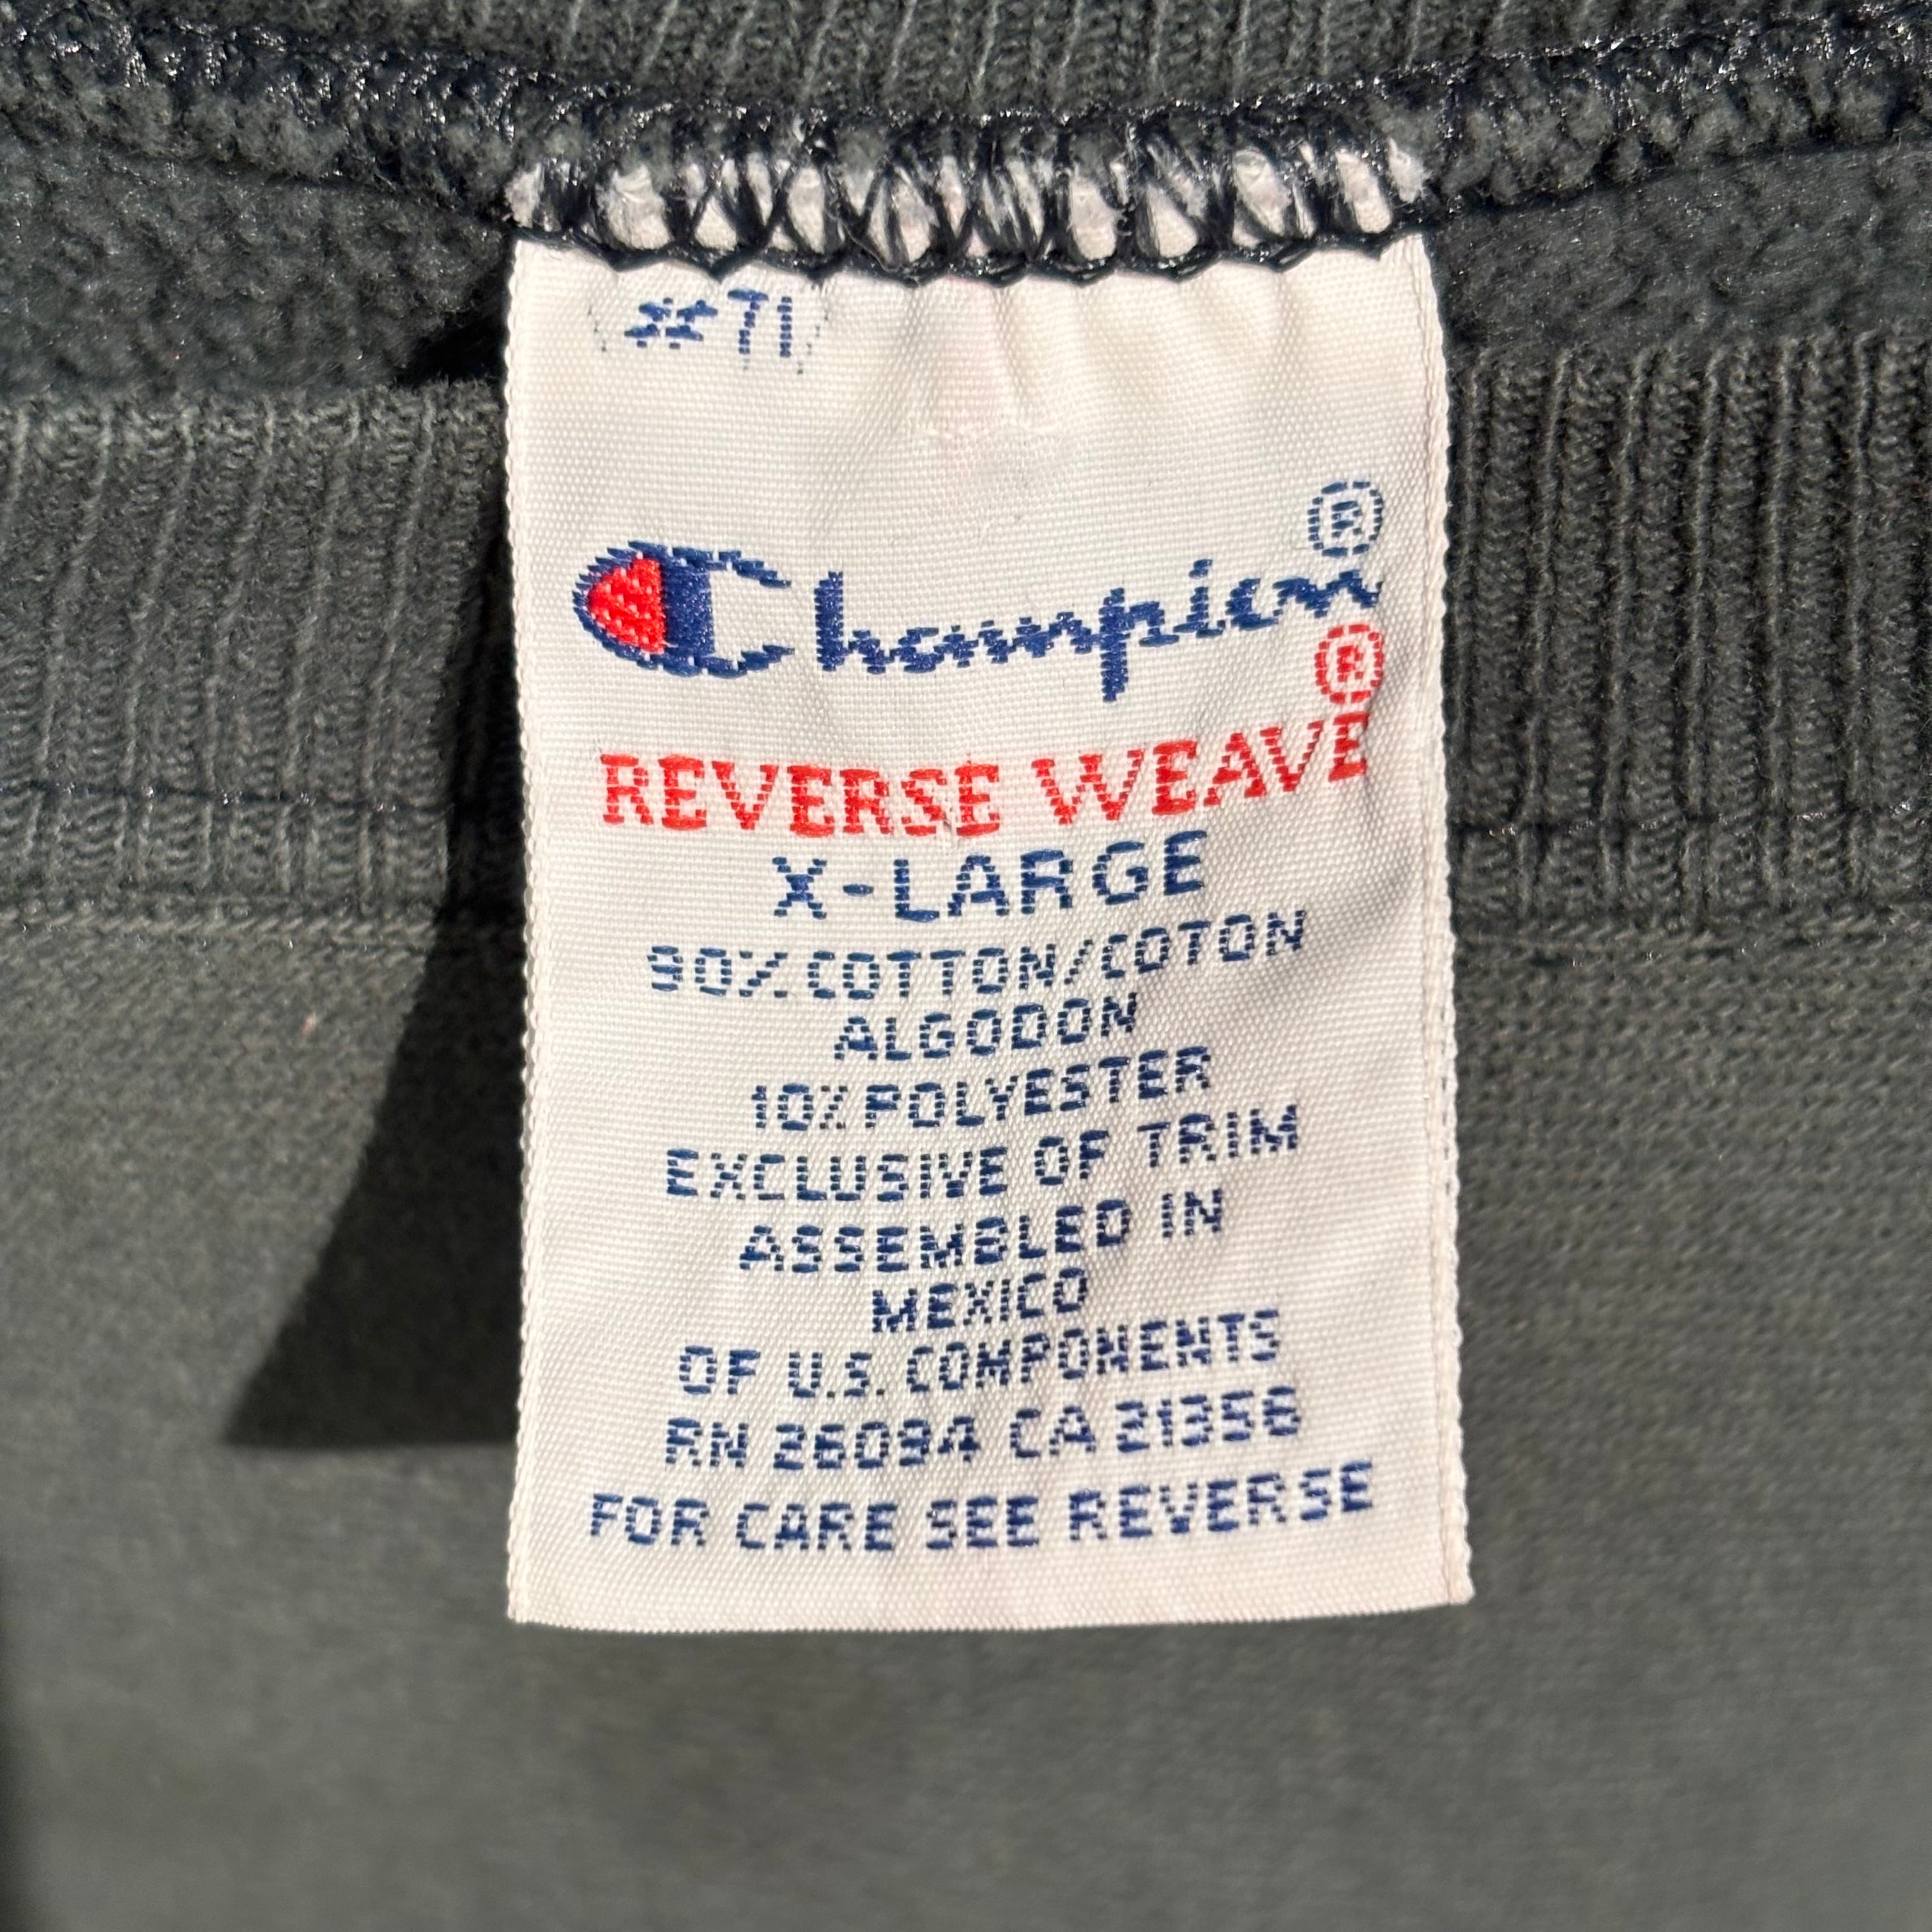 #71
Champion®
REVERSE WEAVE®
X-LARGE
90% COTTON/COTON
ALGODON
10% POLYESTER
EXCLUSIVE OF TRIM
ASSEMBLED IN
MEXICO
OF U.S. COMPONENTS
RN 26094 CA 21356
FOR CARE SEE REVERSE